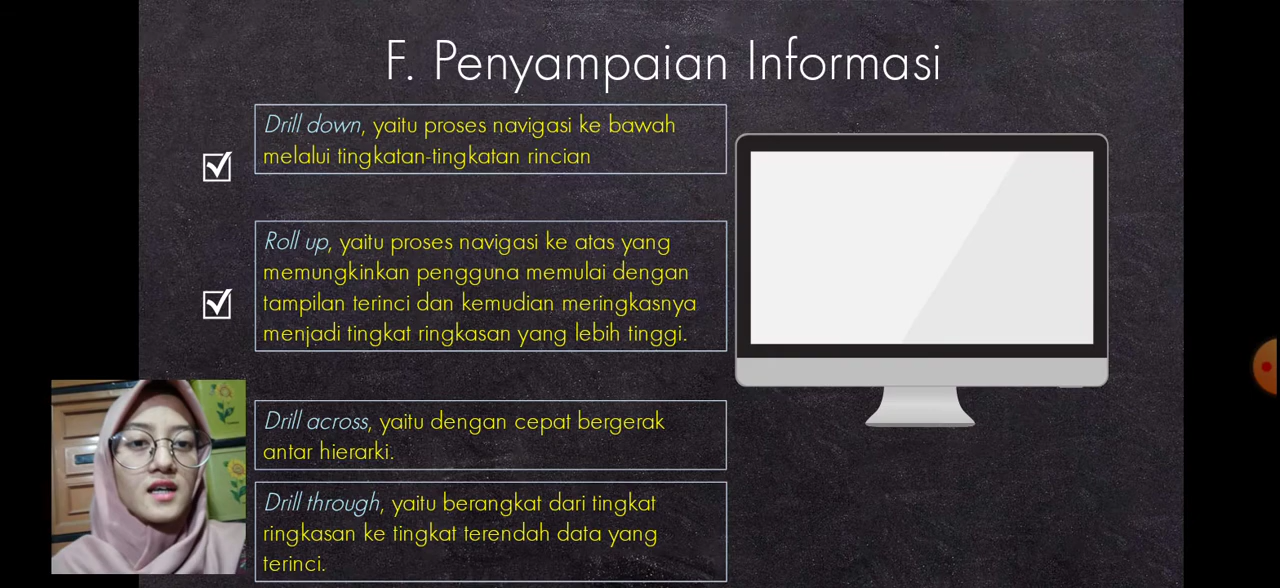 F. Penyampaian Informasi
Drill down, yaitu proses navigasi ke bawah
melalui tingkatan-tingkatan rincian
Roll up, yaitu proses navigasi ke atas yang
memungkinkan pengguna memulai dengan
tampilan terinci dan kemudian meringkasnya
menjadi tingkat ringkasan yang lebih tinggi.
Drill across, yaitu dengan cepat bergerak
antar hierarki.
Drill through, yaitu berangkat dari tingkat
ringkasan ke tingkat terendah data yang
terinci.